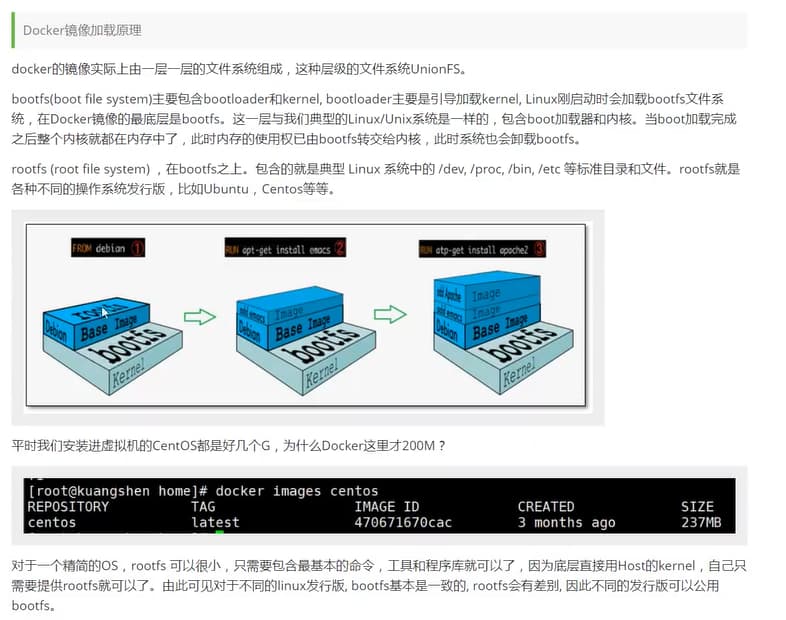 Docker镜像加载原理
docker的镜像实际上由一层一层的文件系统组成，这种层级的文件系统UnionFS。
bootfs(boot file system)主要包含bootloader和kernel, bootloader主要是引导加载kernel, Linux刚启动时会加载bootfs文件系
统，在Docker镜像的最底层是bootfs。这一层与我们典型的Linux/Unix系统是一样的，包含boot加载器和内核。当boot加载完成
之后整个内核就都在内存中了，此时内存的使用权已由bootfs转交给内核，此时系统也会卸载bootfs。
rootfs (root file system) ，在bootfs之上。包含的就是典型 Linux 系统中的 /dev, /proc, /bin, /etc 等标准目录和文件。rootfs就是
各种不同的操作系统发行版，比如Ubuntu，Centos等等。
FROM debian 1
RUN apt-get install emacs 2
RUN atp-get install apache2 3
rootfs
Debian
Base Image
bootfs
Kernel
add emacs
Image
Debian
Base Image
bootfs
Kernel
add Apache
Image
add emacs
Image
Debian
Base Image
bootfs
Kernel
平时我们安装进虚拟机的CentOS都是好几个G，为什么Docker这里才200M？
[root@kuangshen home]# docker images centos
REPOSITORY TAG IMAGE ID CREATED SIZE
centos latest 470671670cac 3 months ago 237MB
对于一个精简的OS，rootfs 可以很小，只需要包含最基本的命令，工具和程序库就可以了，因为底层直接用Host的kernel，自己只
需要提供rootfs就可以了。由此可见对于不同的linux发行版, bootfs基本是一致的, rootfs会有差别, 因此不同的发行版可以公用
bootfs。